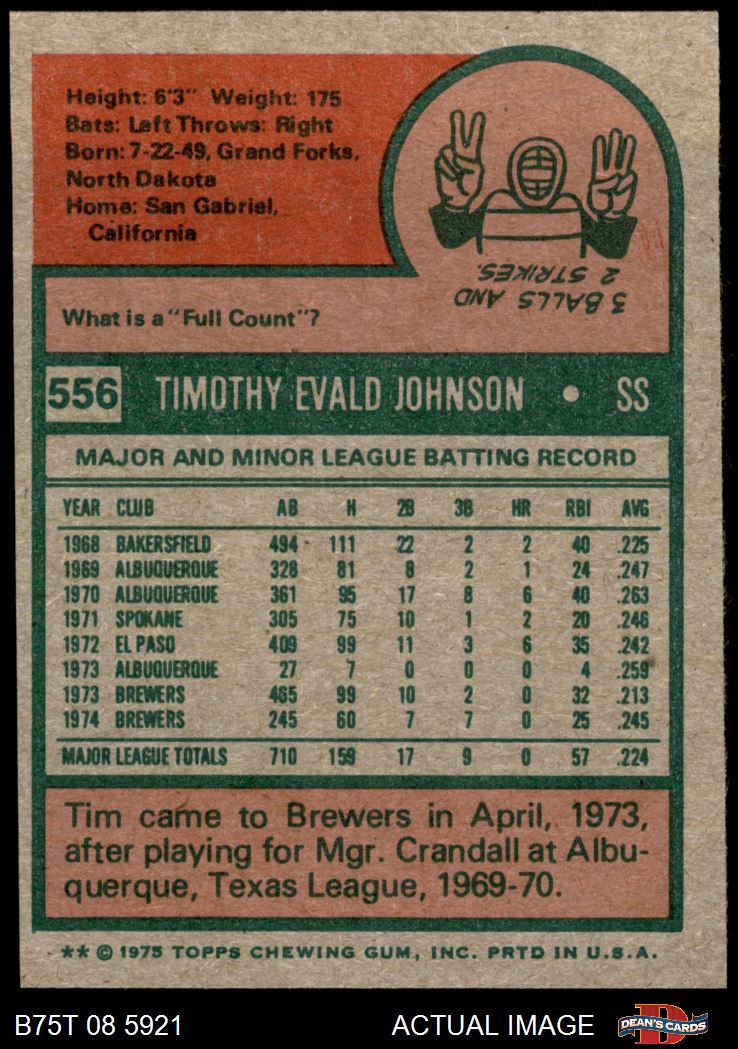 Height: 6'3" Weight: 175
Bats: Left Throws: Right
Born: 7-22-49, Grand Forks,
North Dakota
Home: San Gabriel,
California
3 BALLS AND
2 STRIKES.
What is a "Full Count"?
556 TIMOTHY EVALD JOHNSON • SS
MAJOR AND MINOR LEAGUE BATTING RECORD
YEAR CLUB AB H 2B 3B HR RBI AVG
1968 BAKERSFIELD 494 111 22 2 2 40 .225
1969 ALBUQUERQUE 328 81 8 2 1 24 .247
1970 ALBUQUERQUE 361 95 17 8 6 40 .263
1971 SPOKANE 305 75 10 1 2 20 .246
1972 EL PASO 409 99 11 3 6 35 .242
1973 ALBUQUERQUE 27 7 0 0 0 4 .259
1973 BREWERS 465 99 10 2 0 32 .213
1974 BREWERS 245 60 7 7 0 25 .245
MAJOR LEAGUE TOTALS 710 159 17 9 0 57 .224
Tim came to Brewers in April, 1973,
after playing for Mgr. Crandall at Albu-
querque, Texas League, 1969-70.
** © 1975 TOPPS CHEWING GUM, INC. PRTD IN U.S.A.
B75T 08 5921 ACTUAL IMAGE D DEAN'S CARDS